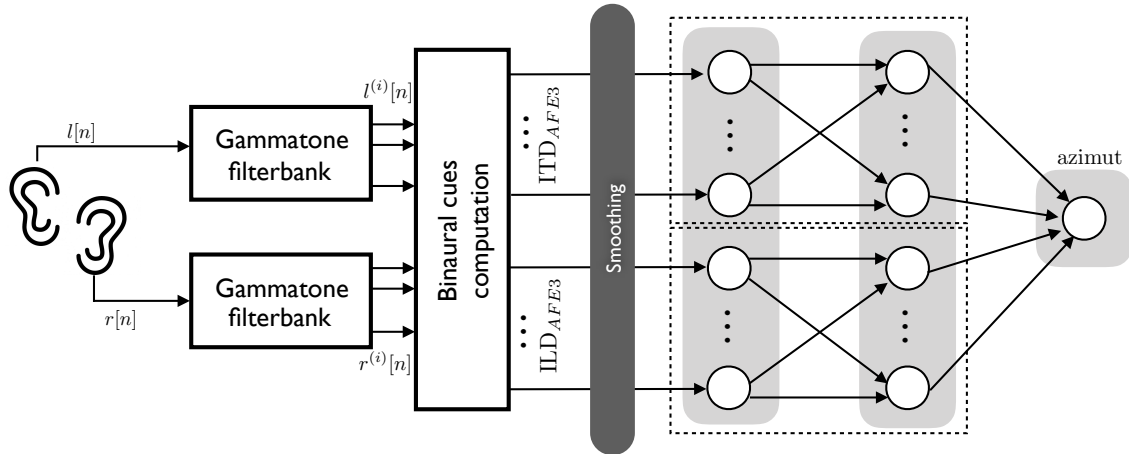 l[n]
Gammatone
filterbank
l^{(i)}[n]
r[n]
Gammatone
filterbank
r^{(i)}[n]
Binaural cues
computation
ITD_{AFE3}
ILD_{AFE3}
Smoothing
azimut